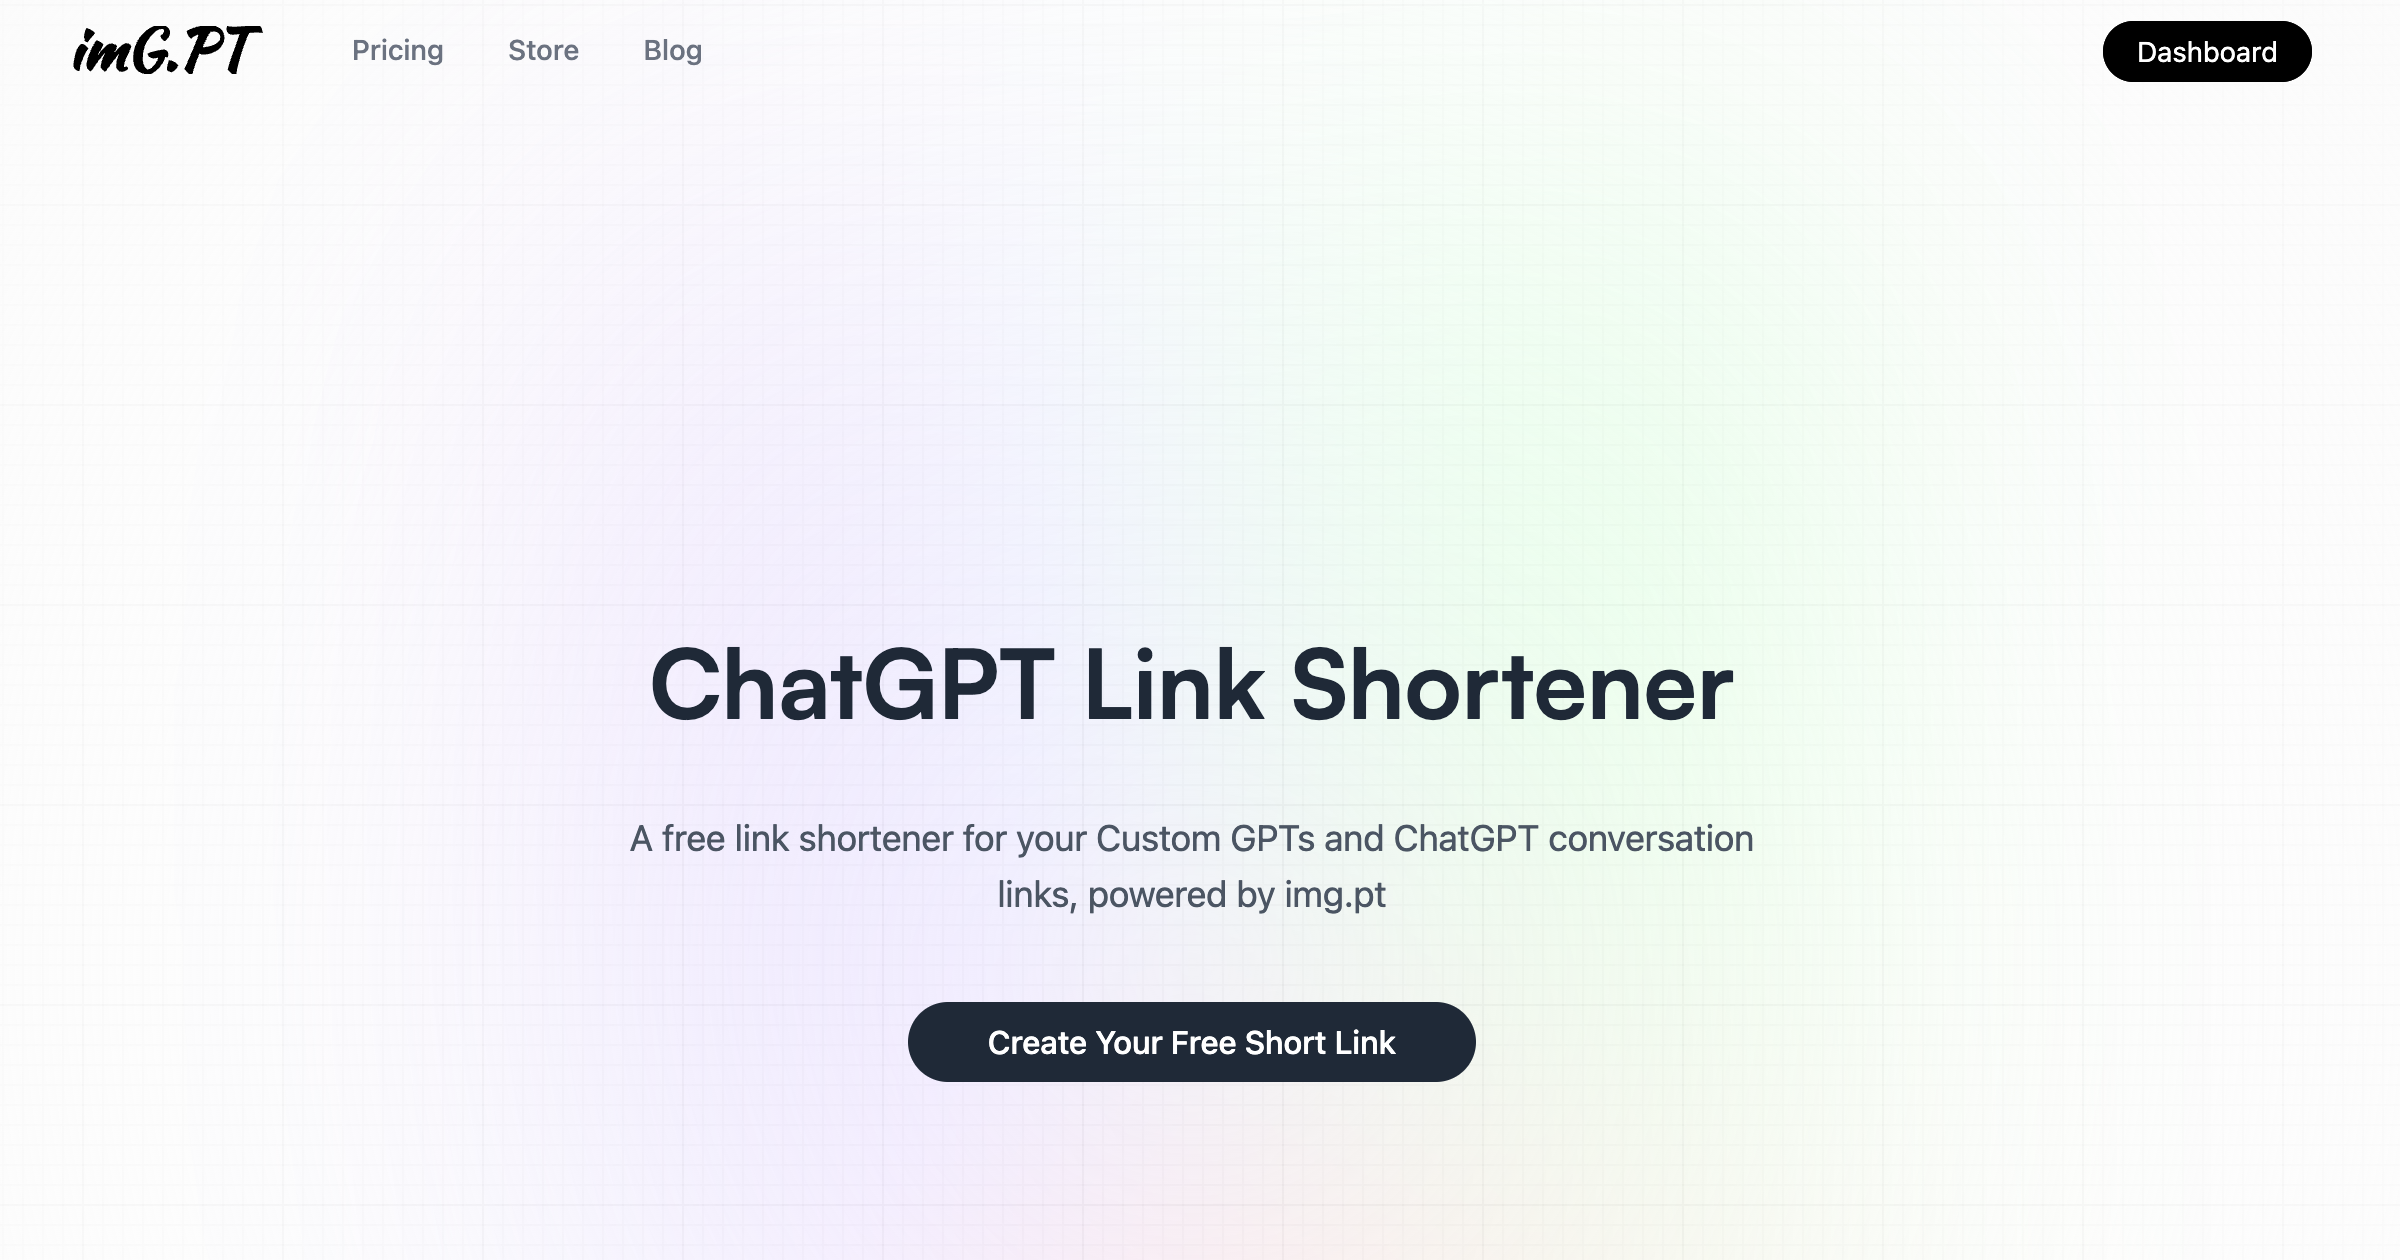 imG.PT
Pricing
Store
Blog
Dashboard
ChatGPT Link Shortener
A free link shortener for your Custom GPTs and ChatGPT conversation
links, powered by img.pt
Create Your Free Short Link